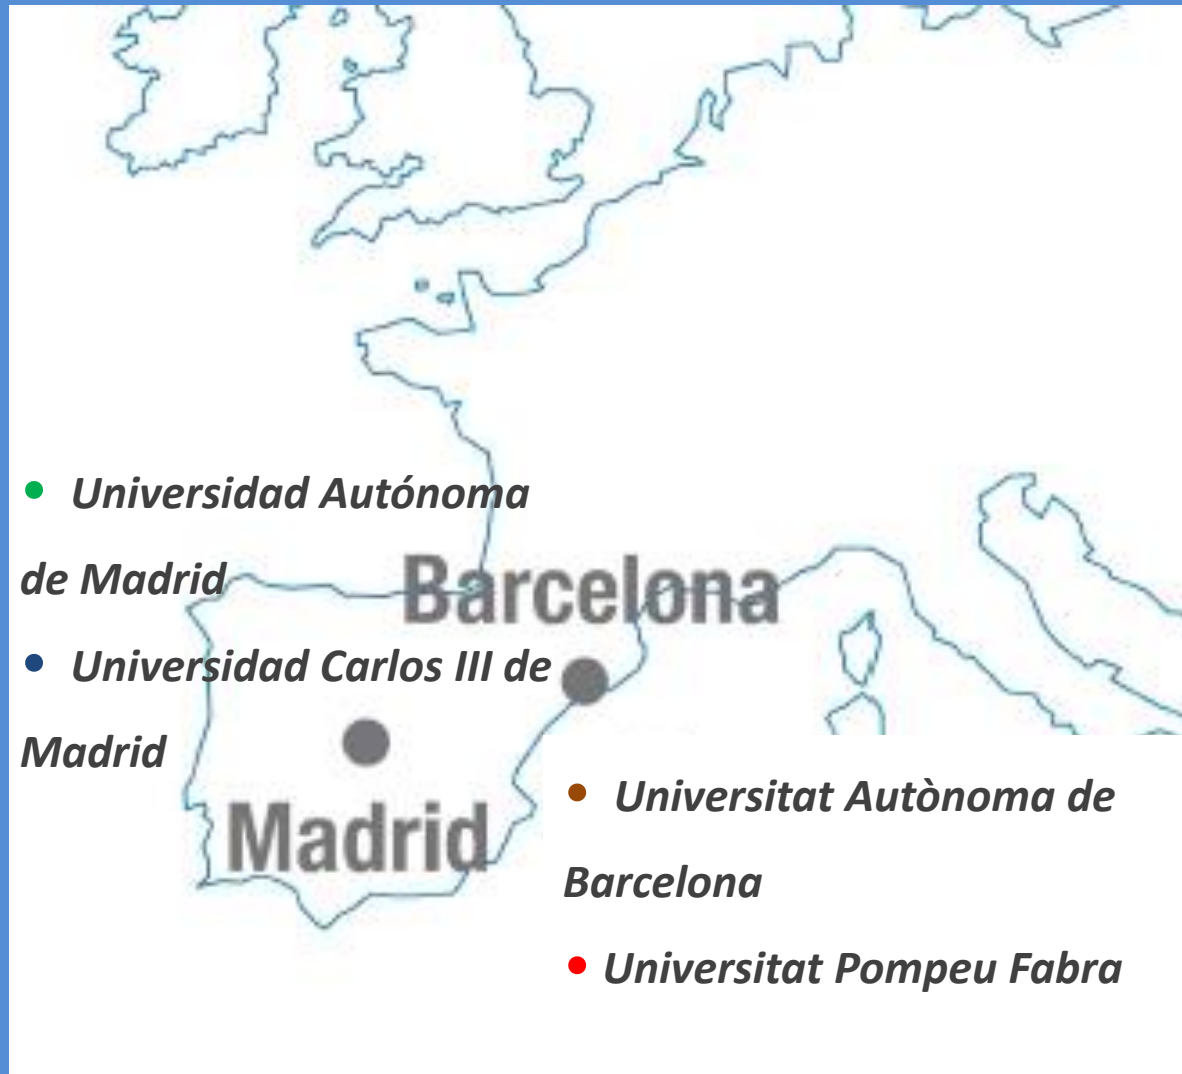 • Universidad Autónoma
de Madrid
• Universidad Carlos III de
Madrid
Barcelona
Madrid
• Universitat Autònoma de
Barcelona
• Universitat Pompeu Fabra